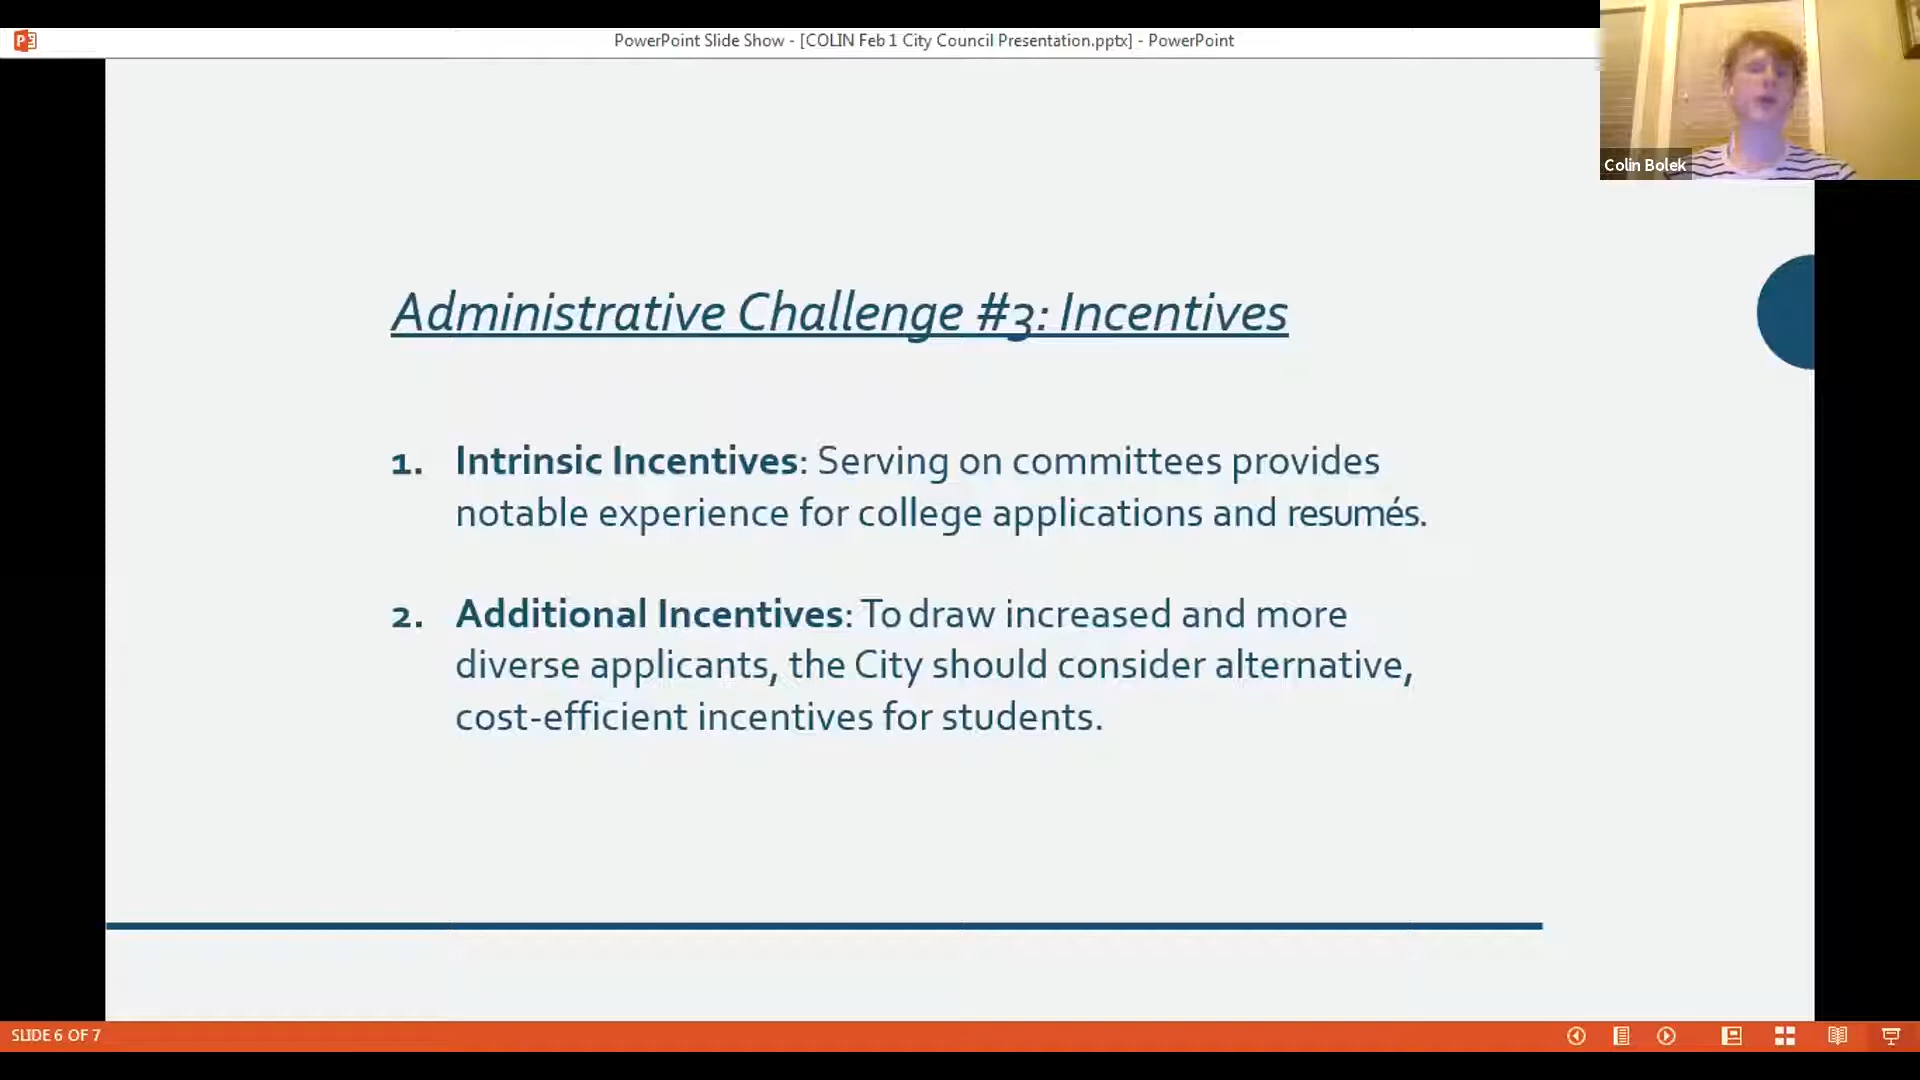 PowerPoint Slide Show - [COLIN Feb 1 City Council Presentation.pptx] - PowerPoint
Colin Bolek
Administrative Challenge #3: Incentives
1. Intrinsic Incentives: Serving on committees provides
notable experience for college applications and resumés.
2. Additional Incentives: To draw increased and more
diverse applicants, the City should consider alternative,
cost-efficient incentives for students.
SLIDE 6 OF 7